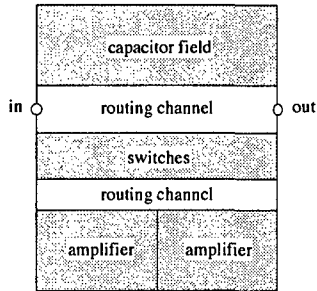 capacitor field
in routing channel out
switches
routing channel
amplifier amplifier